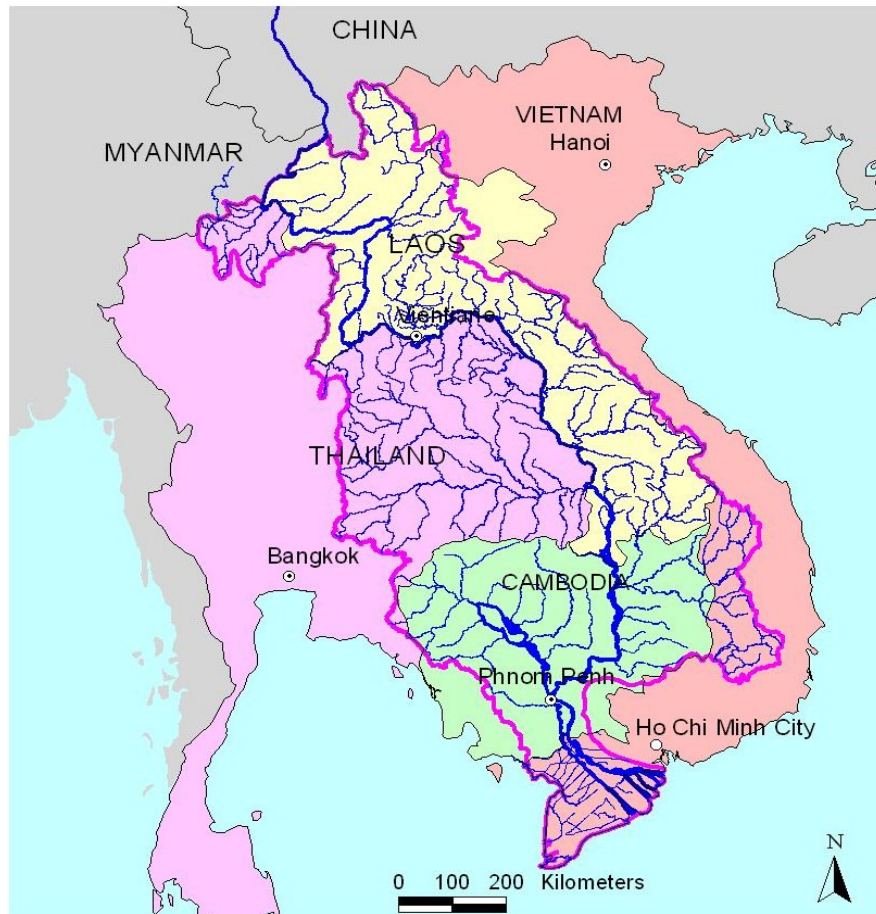 CHINA
VIETNAM
Hanoi
MYANMAR
LAOS
Vientiane
THAILAND
Bangkok
CAMBODIA
Phnom Penh
Ho Chi Minh City
N
0 100 200 Kilometers